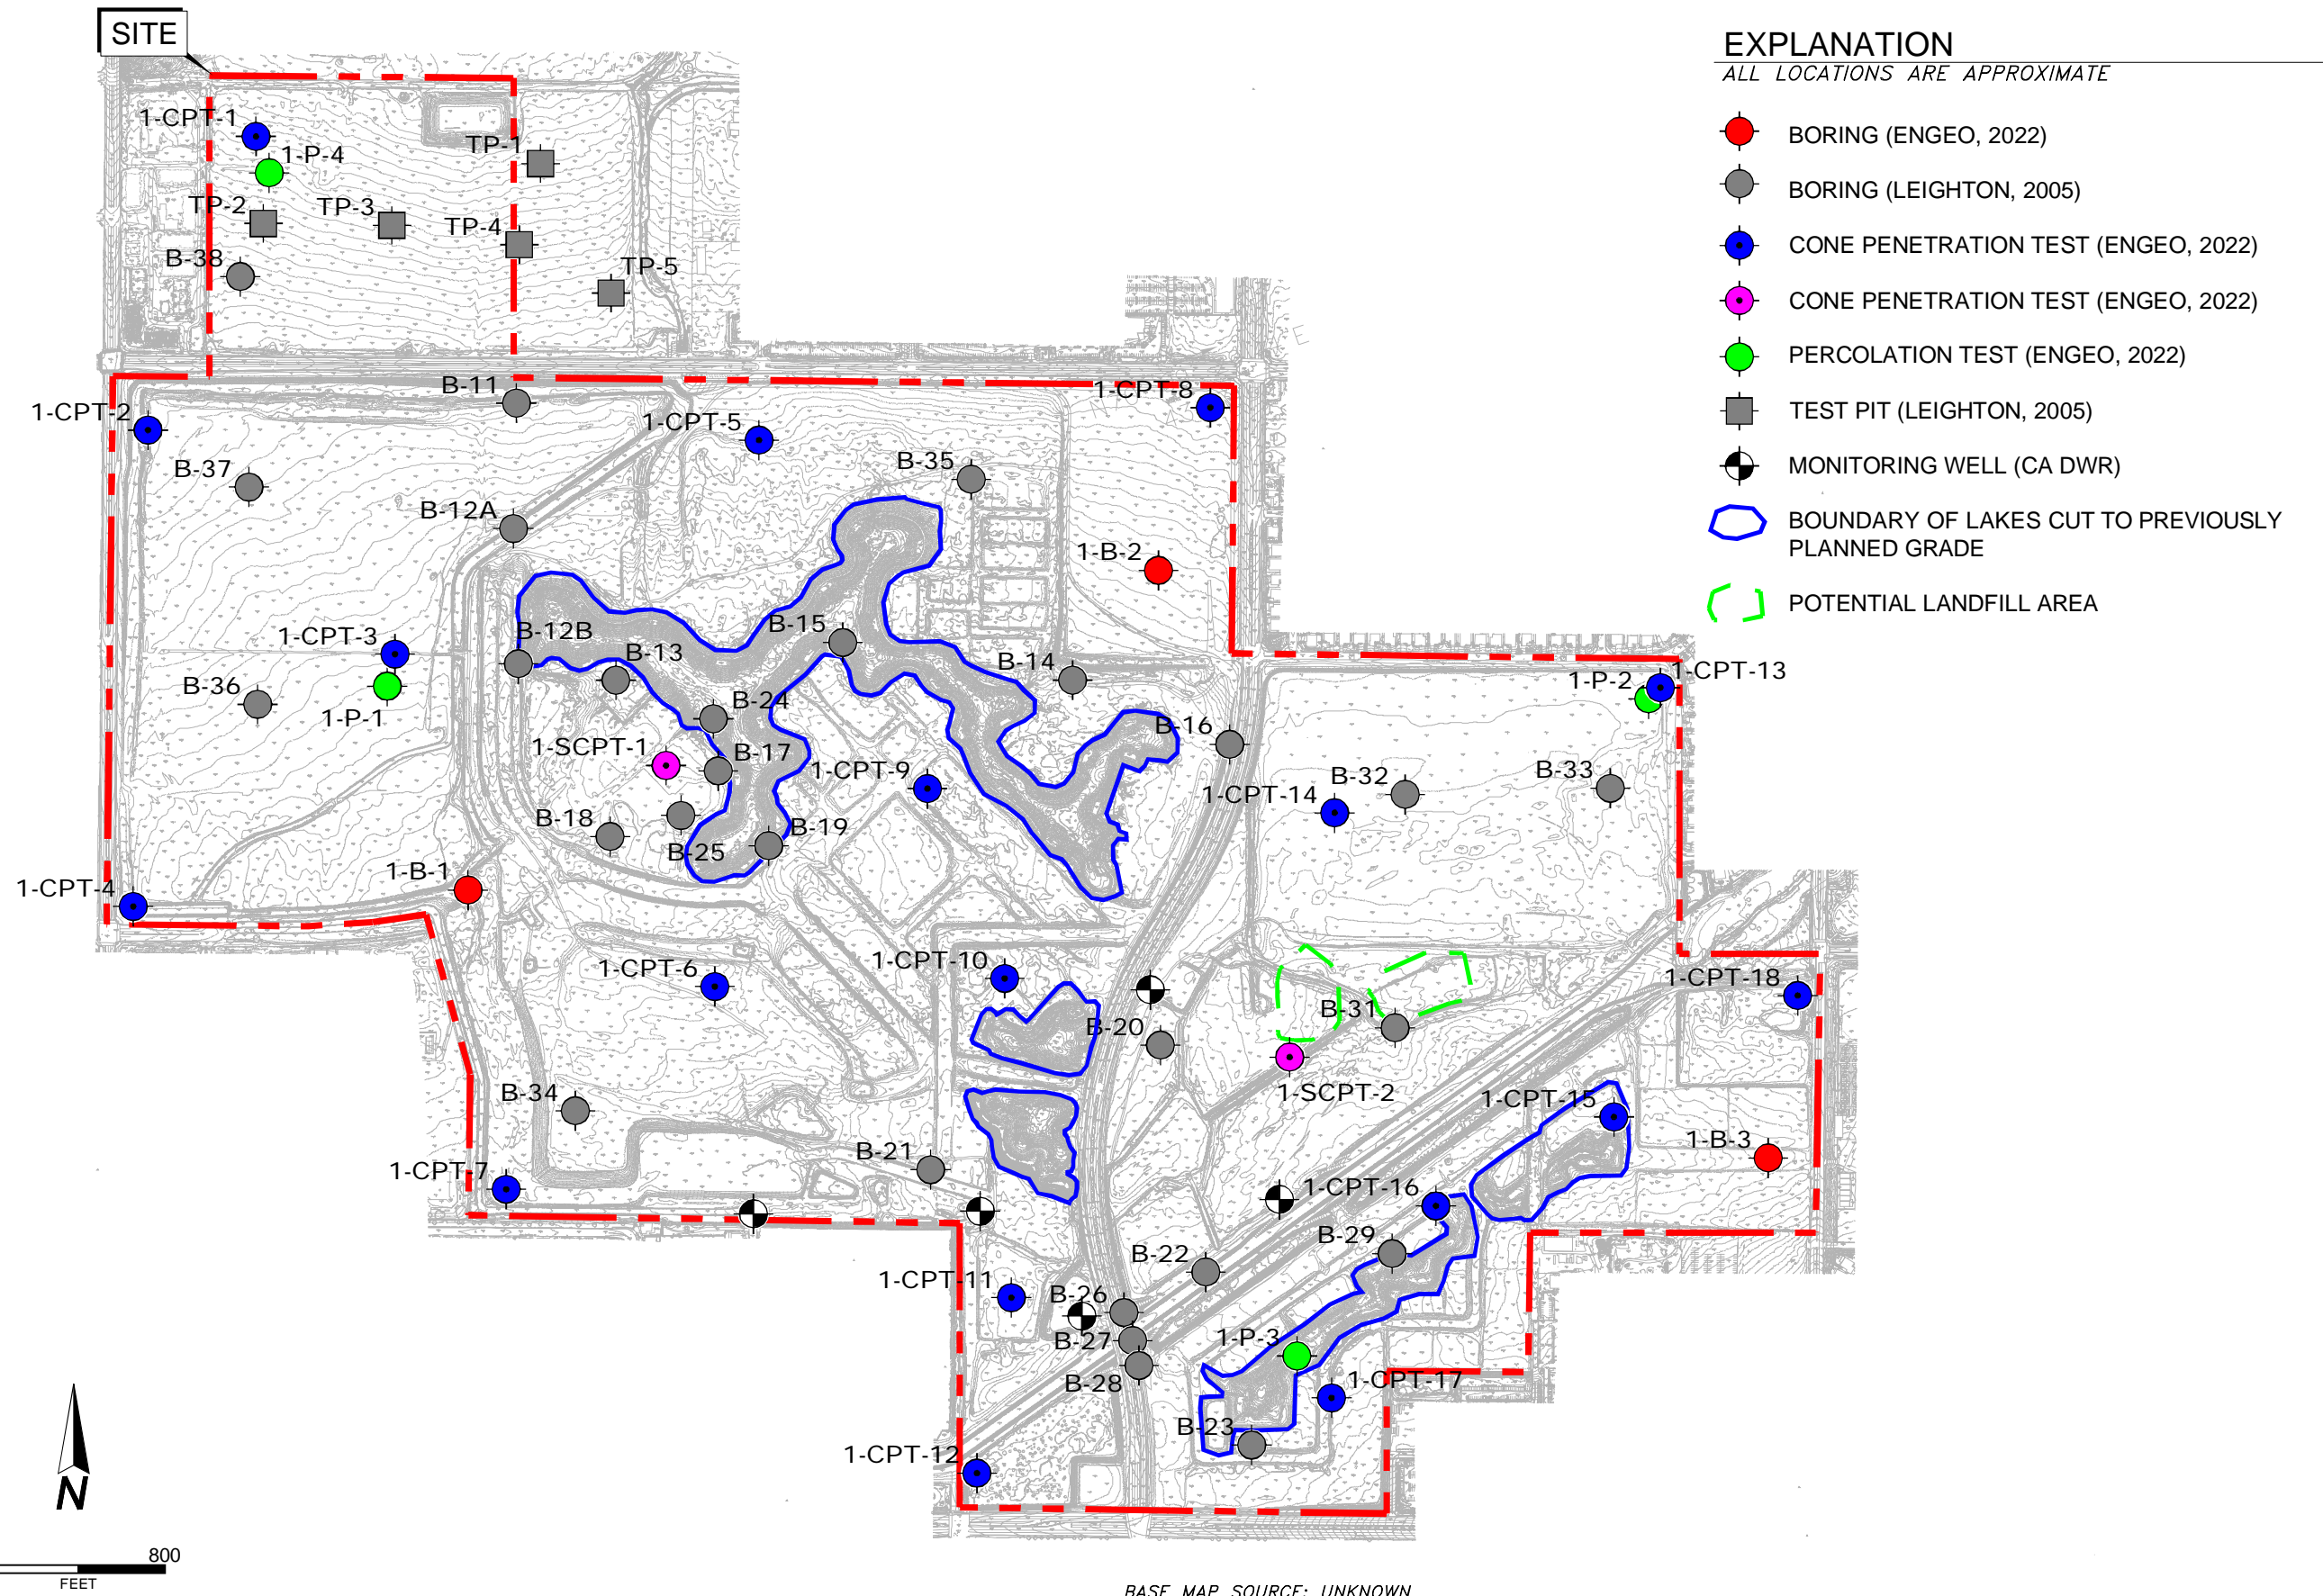 SITE
EXPLANATION
ALL LOCATIONS ARE APPROXIMATE
BORING (ENGEO, 2022)
BORING (LEIGHTON, 2005)
CONE PENETRATION TEST (ENGEO, 2022)
CONE PENETRATION TEST (ENGEO, 2022)
PERCOLATION TEST (ENGEO, 2022)
TEST PIT (LEIGHTON, 2005)
MONITORING WELL (CA DWR)
BOUNDARY OF LAKES CUT TO PREVIOUSLY
PLANNED GRADE
POTENTIAL LANDFILL AREA
1-CPT-1
1-P-4
TP-1
TP-2
TP-3
TP-4
B-38
TP-5
B-11
1-CPT-8
1-CPT-2
1-CPT-5
B-37
B-35
B-12A
1-B-2
B-12B
B-15
1-CPT-3
B-13
B-14
1-CPT-13
1-P-2
B-36
1-P-1
B-24
B-16
1-SCPT-1
B-17
1-CPT-9
B-32
B-33
1-CPT-14
B-18
B-19
B-25
1-B-1
1-CPT-4
1-CPT-6
1-CPT-10
1-CPT-18
B-31
B-20
1-SCPT-2
B-34
1-CPT-15
1-B-3
B-21
1-CPT-7
1-CPT-16
B-29
B-22
1-CPT-11
B-26
B-27
1-P-3
B-28
1-CPT-17
B-23
1-CPT-12
N
800
FEET
BASE MAP SOURCE: UNKNOWN